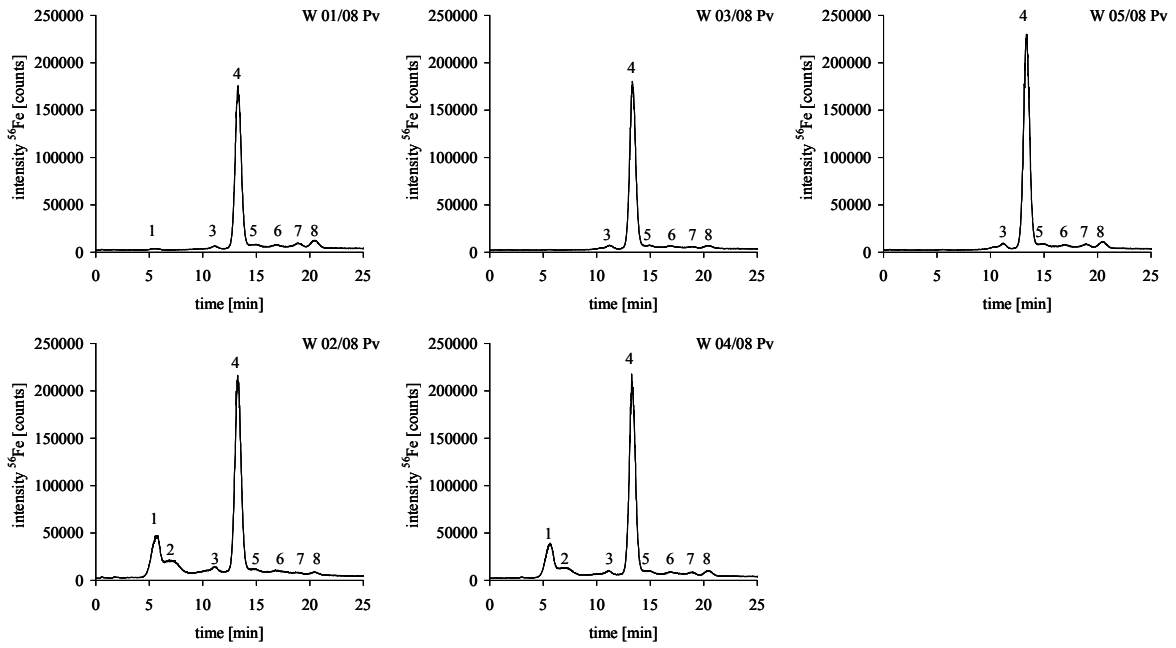 W 01/08 Pv
intensity ⁵⁶Fe [counts]
250000
200000
150000
100000
50000
0
4
1 3 5 6 7 8
0 5 10 15 20 25
time [min]
W 03/08 Pv
intensity ⁵⁶Fe [counts]
250000
200000
150000
100000
50000
0
4
3 5 6 7 8
0 5 10 15 20 25
time [min]
W 05/08 Pv
intensity ⁵⁶Fe [counts]
250000
200000
150000
100000
50000
0
4
3 5 6 7 8
0 5 10 15 20 25
time [min]
W 02/08 Pv
intensity ⁵⁶Fe [counts]
250000
200000
150000
100000
50000
0
4
1
2 3 5 6 7 8
0 5 10 15 20 25
time [min]
W 04/08 Pv
intensity ⁵⁶Fe [counts]
250000
200000
150000
100000
50000
0
4
1
2 3 5 6 7 8
0 5 10 15 20 25
time [min]